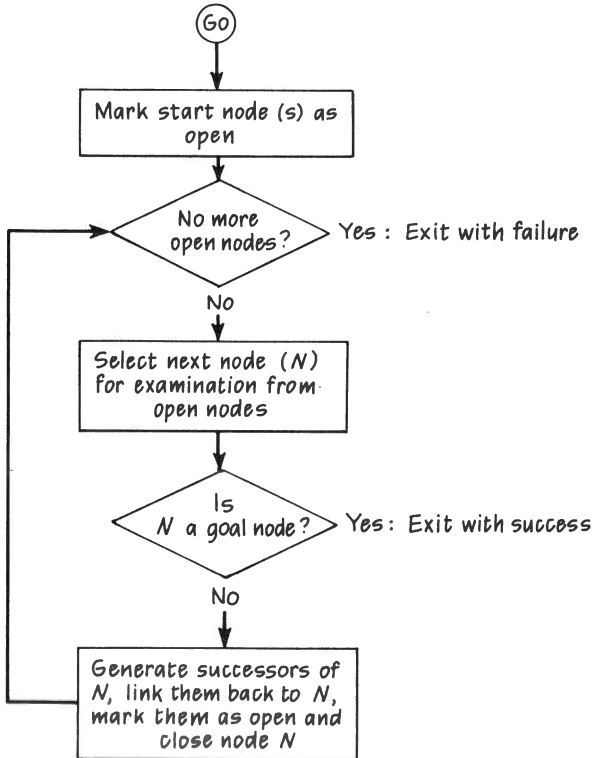 Go
Mark start node (s) as
open
No more
open nodes?
Yes : Exit with failure
No
Select next node (N)
for examination from
open nodes
Is
N a goal node?
Yes : Exit with success
No
Generate successors of
N, link them back to N,
mark them as open and
close node N